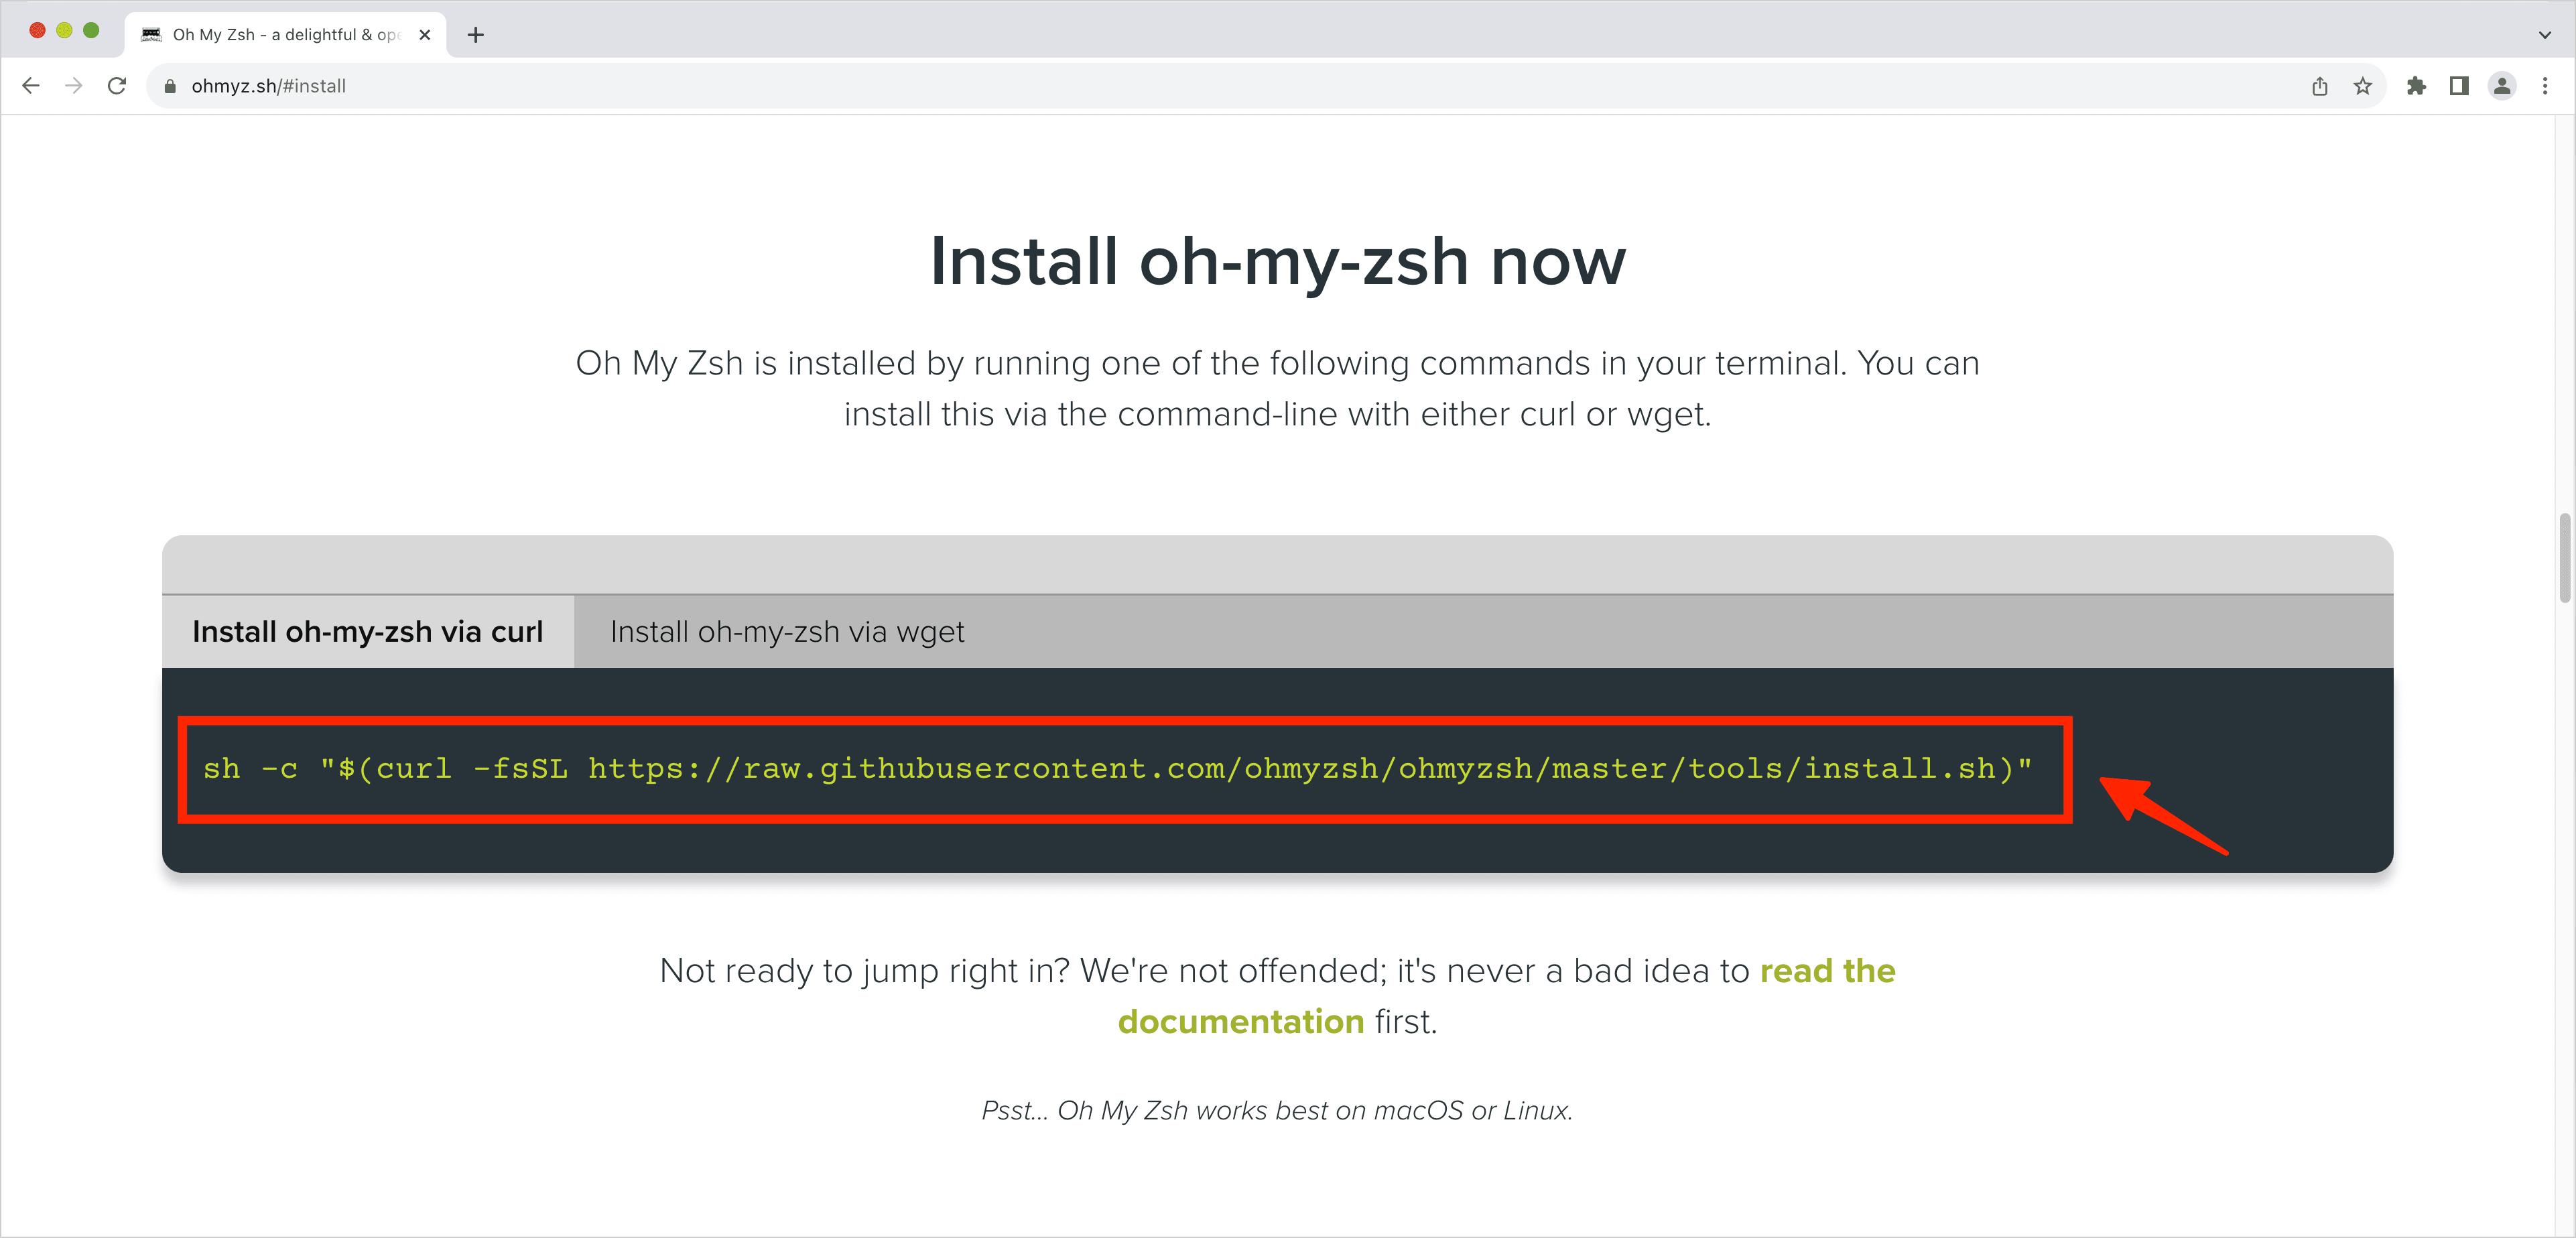 Oh My Zsh - a delightful & ope
ohmyz.sh/#install
Install oh-my-zsh now
Oh My Zsh is installed by running one of the following commands in your terminal. You can
install this via the command-line with either curl or wget.
Install oh-my-zsh via curl
Install oh-my-zsh via wget
sh -c "$(curl -fsSL https://raw.githubusercontent.com/ohmyzsh/ohmyzsh/master/tools/install.sh)"
Not ready to jump right in? We're not offended; it's never a bad idea to read the
documentation first.
Psst... Oh My Zsh works best on macOS or Linux.